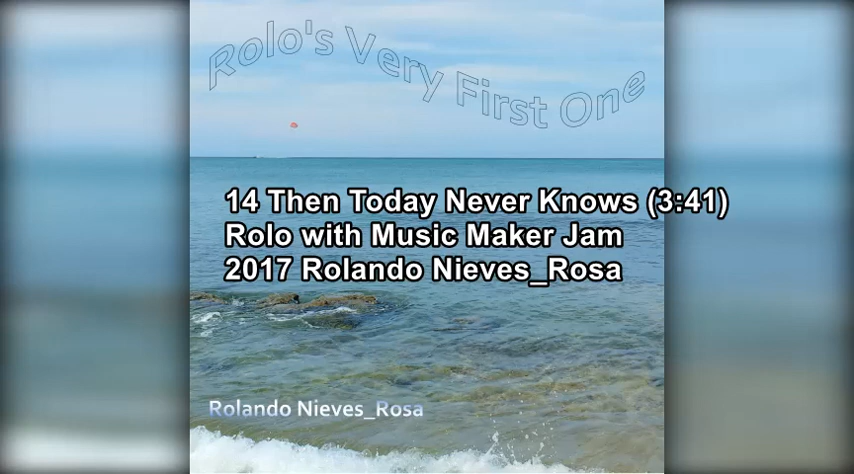 Rolo's Very First One
14 Then Today Never Knows (3:41)
Rolo with Music Maker Jam
2017 Rolando Nieves_Rosa
Rolando Nieves_Rosa